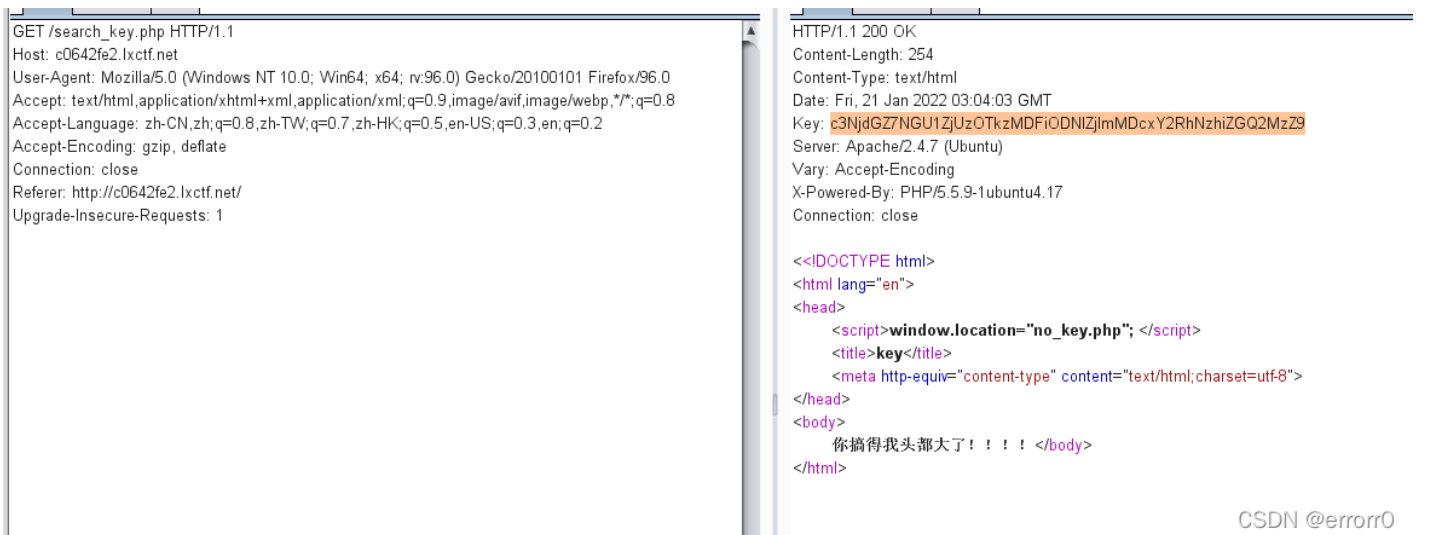 GET /search_key.php HTTP/1.1
Host: c0642fe2.lxctf.net
User-Agent: Mozilla/5.0 (Windows NT 10.0; Win64; x64; rv:96.0) Gecko/20100101 Firefox/96.0
Accept: text/html,application/xhtml+xml,application/xml;q=0.9,image/avif,image/webp,*/*;q=0.8
Accept-Language: zh-CN,zh;q=0.8,zh-TW;q=0.7,zh-HK;q=0.5,en-US;q=0.3,en;q=0.2
Accept-Encoding: gzip, deflate
Connection: close
Referer: http://c0642fe2.lxctf.net/
Upgrade-Insecure-Requests: 1
HTTP/1.1 200 OK
Content-Length: 254
Content-Type: text/html
Date: Fri, 21 Jan 2022 03:04:03 GMT
Key: c3NjdGZ7NGU1ZjUzOTkzMDFiODNlZjlmMDcxY2RhNzhiZGQ2MzZ9
Server: Apache/2.4.7 (Ubuntu)
Vary: Accept-Encoding
X-Powered-By: PHP/5.5.9-1ubuntu4.17
Connection: close
<<!DOCTYPE html>
<html lang="en">
<head>
<script>window.location="no_key.php"; </script>
<title>key</title>
<meta http-equiv="content-type" content="text/html;charset=utf-8">
</head>
<body>
你搞得我头都大了！！！！</body>
</html>
CSDN @errorr0